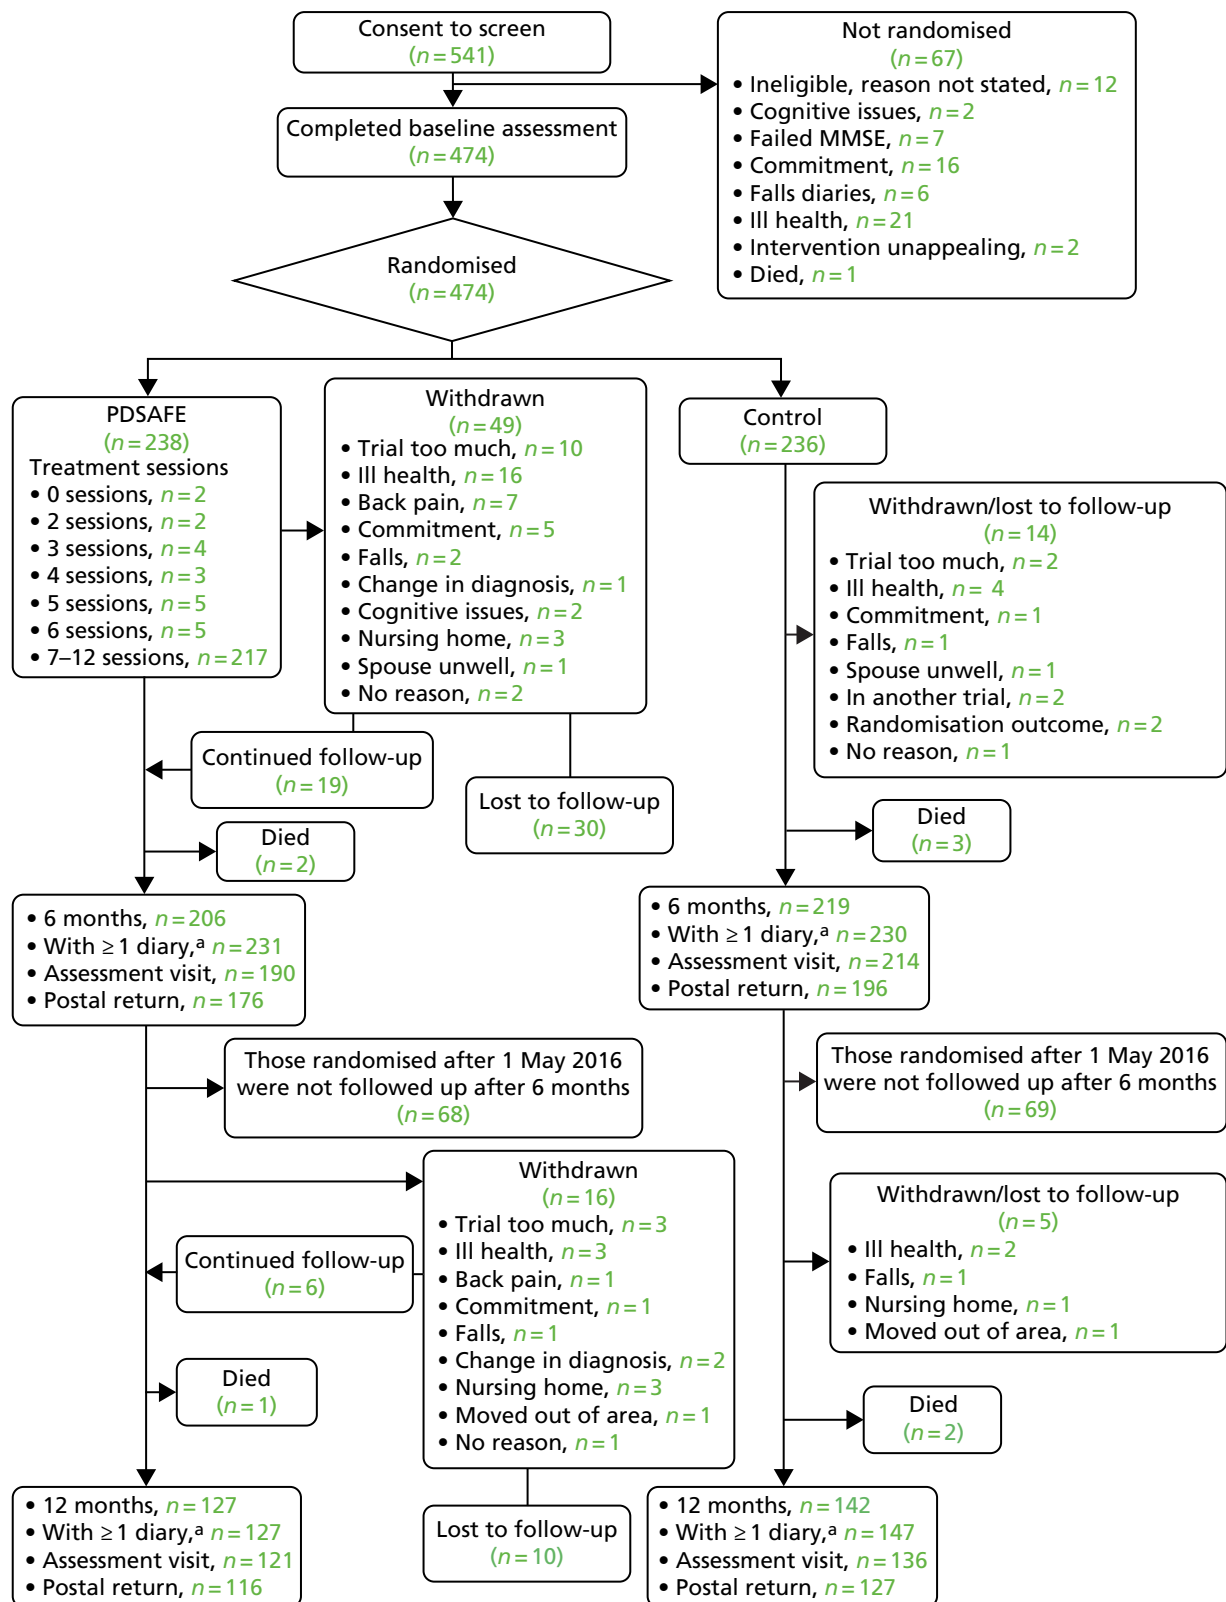 Consent to screen
(n = 541)
Not randomised
(n = 67)
• Ineligible, reason not stated, n = 12
• Cognitive issues, n = 2
• Failed MMSE, n = 7
• Commitment, n = 16
• Falls diaries, n = 6
• Ill health, n = 21
• Intervention unappealing, n = 2
• Died, n = 1
Completed baseline assessment
(n = 474)
Randomised
(n = 474)
PDSAFE
(n = 238)
Treatment sessions
• 0 sessions, n = 2
• 2 sessions, n = 2
• 3 sessions, n = 4
• 4 sessions, n = 3
• 5 sessions, n = 5
• 6 sessions, n = 5
• 7–12 sessions, n = 217
Withdrawn
(n = 49)
• Trial too much, n = 10
• Ill health, n = 16
• Back pain, n = 7
• Commitment, n = 5
• Falls, n = 2
• Change in diagnosis, n = 1
• Cognitive issues, n = 2
• Nursing home, n = 3
• Spouse unwell, n = 1
• No reason, n = 2
Control
(n = 236)
Withdrawn/lost to follow-up
(n = 14)
• Trial too much, n = 2
• Ill health, n = 4
• Commitment, n = 1
• Falls, n = 1
• Spouse unwell, n = 1
• In another trial, n = 2
• Randomisation outcome, n = 2
• No reason, n = 1
Continued follow-up
(n = 19)
Lost to follow-up
(n = 30)
Died
(n = 2)
Died
(n = 3)
• 6 months, n = 206
• With ≥ 1 diary,a n = 231
• Assessment visit, n = 190
• Postal return, n = 176
• 6 months, n = 219
• With ≥ 1 diary,a n = 230
• Assessment visit, n = 214
• Postal return, n = 196
Those randomised after 1 May 2016
were not followed up after 6 months
(n = 68)
Those randomised after 1 May 2016
were not followed up after 6 months
(n = 69)
Withdrawn
(n = 16)
• Trial too much, n = 3
• Ill health, n = 3
• Back pain, n = 1
• Commitment, n = 1
• Falls, n = 1
• Change in diagnosis, n = 2
• Nursing home, n = 3
• Moved out of area, n = 1
• No reason, n = 1
Continued follow-up
(n = 6)
Withdrawn/lost to follow-up
(n = 5)
• Ill health, n = 2
• Falls, n = 1
• Nursing home, n = 1
• Moved out of area, n = 1
Died
(n = 1)
Died
(n = 2)
• 12 months, n = 127
• With ≥ 1 diary,a n = 127
• Assessment visit, n = 121
• Postal return, n = 116
Lost to follow-up
(n = 10)
• 12 months, n = 142
• With ≥ 1 diary,a n = 147
• Assessment visit, n = 136
• Postal return, n = 127